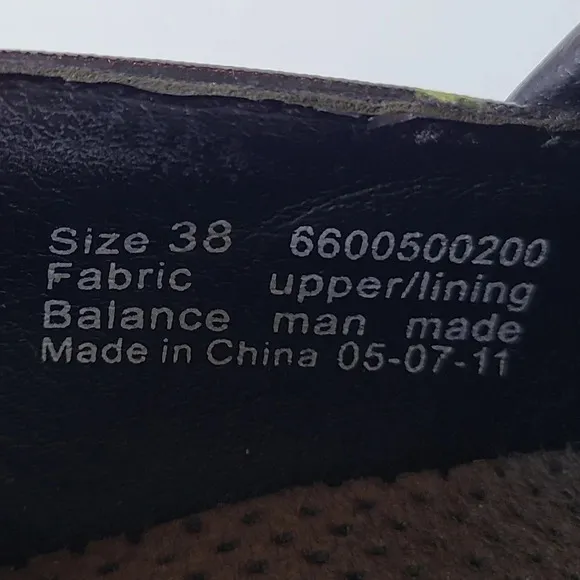 Size 38 6600500200
Fabric upper/lining
Balance man made
Made in China 05-07-11